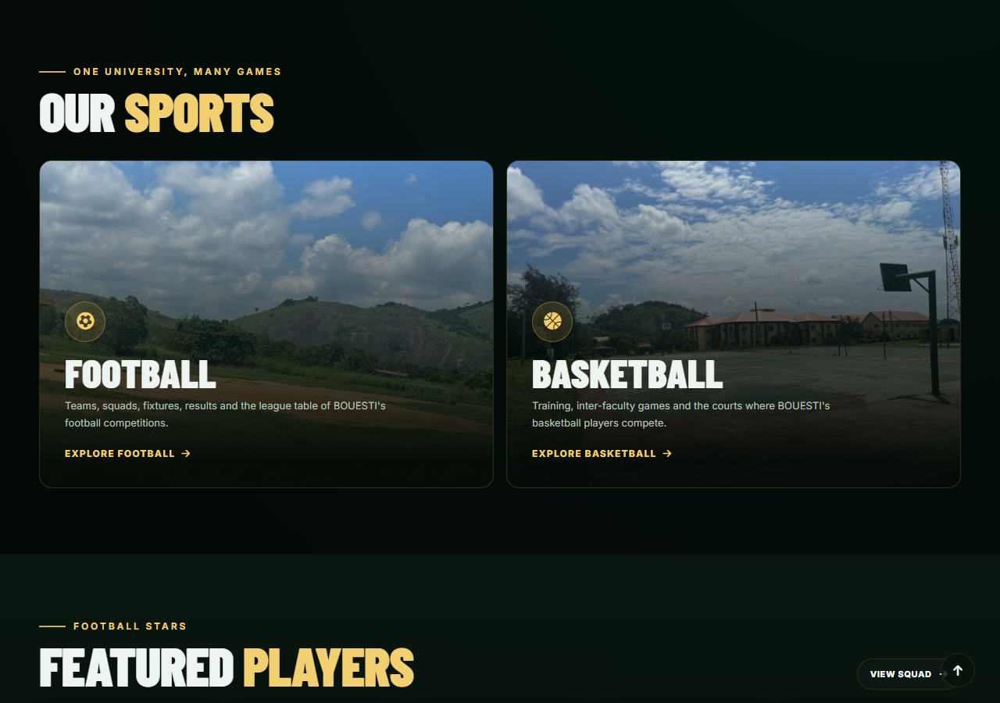 ONE UNIVERSITY, MANY GAMES
OUR SPORTS
FOOTBALL
Teams, squads, fixtures, results and the league table of BOUESTI's
football competitions.
EXPLORE FOOTBALL →
BASKETBALL
Training, inter-faculty games and the courts where BOUESTI's
basketball players compete.
EXPLORE BASKETBALL →
FOOTBALL STARS
FEATURED PLAYERS
VIEW SQUAD →